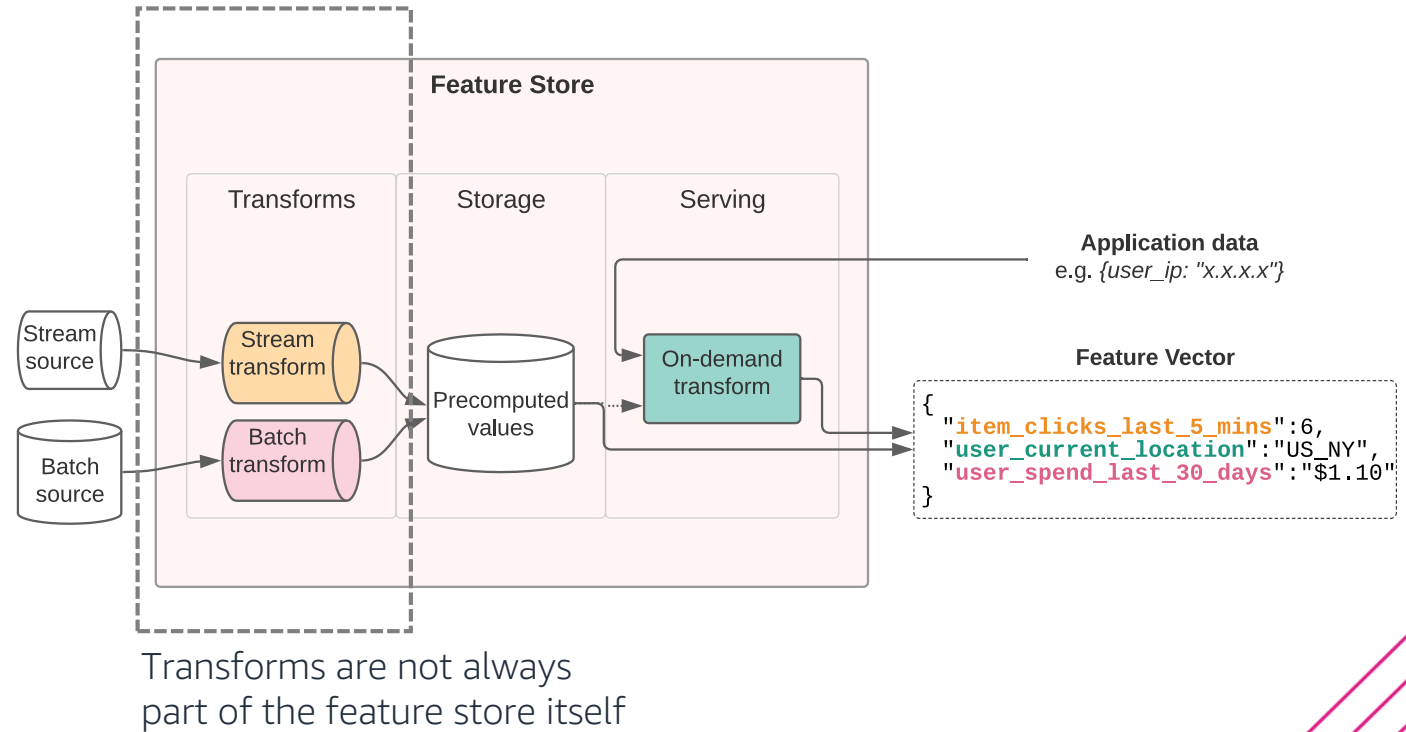 Feature Store
Transforms
Storage
Serving
Application data
e.g. {user_ip: "x.x.x.x"}
Stream
source
Stream
transform
Precomputed
values
On-demand
transform
Batch
source
Batch
transform
Feature Vector
{
"item_clicks_last_5_mins":6,
"user_current_location":"US_NY",
"user_spend_last_30_days":"$1.10"
}
Transforms are not always
part of the feature store itself